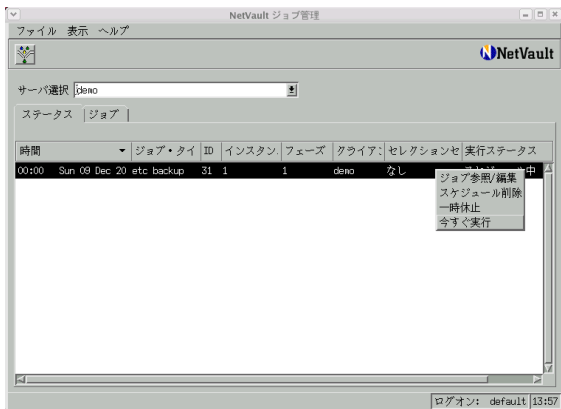 NetVault ジョブ管理
ファイル 表示 ヘルプ
NetVault
サーバ選択 demo
ステータス ジョブ
時間 ジョブ・タイ ID インスタン. フェーズ クライアン セレクションセ 実行ステータス
00:00 Sun 09 Dec 20 etc backup 31 1 1 demo なし 中
ジョブ参照/編集
スケジュール削除
一時休止
今すぐ実行
ログオン: default 13:57